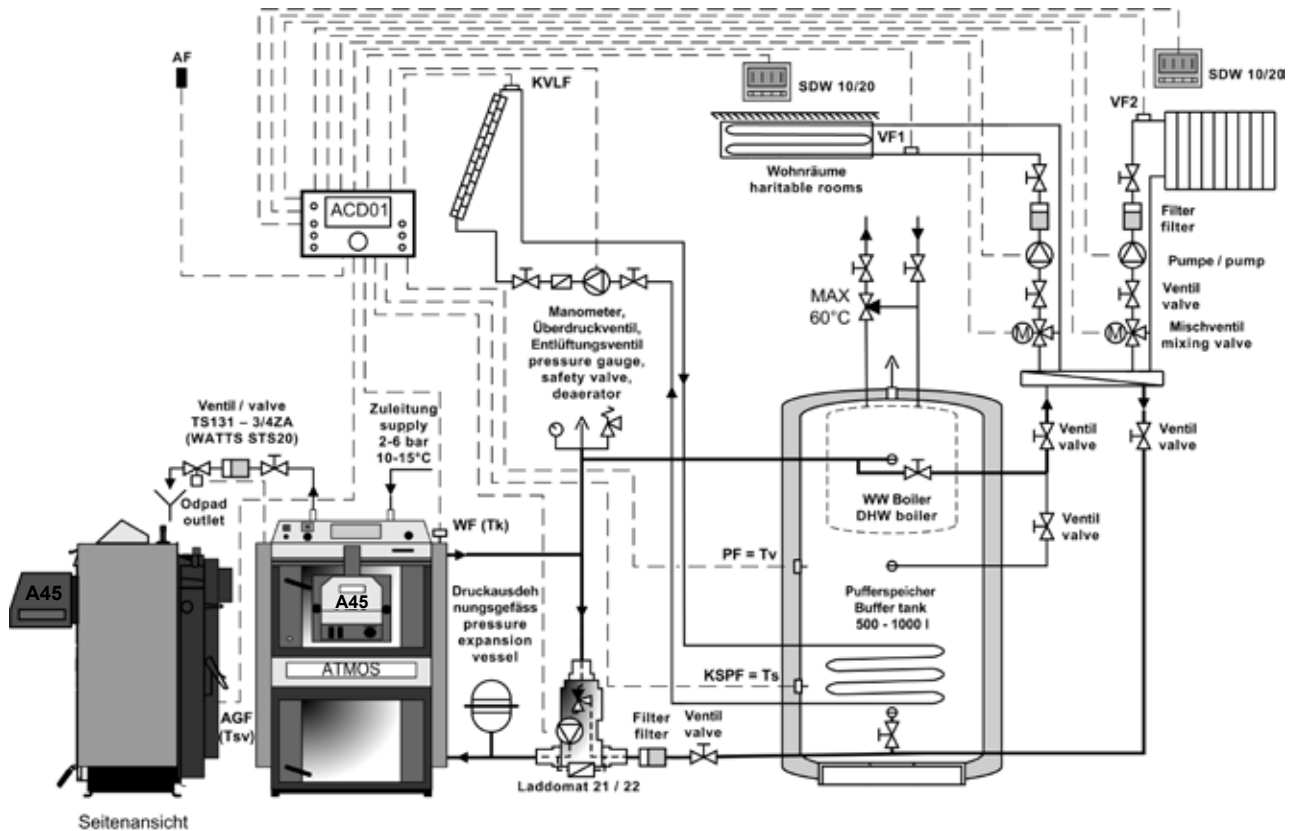 AF
KVLF
SDW 10/20
SDW 10/20
VF2
VF1
ACD01
Wohnräume
haritable rooms
Filter
filter
Pumpe / pump
MAX
60°C
Ventil
valve
M
M
Mischventil
mixing valve
Manometer,
Überdruckventil,
Entlüftungsventil
pressure gauge,
safety valve,
deaerator
Ventil / valve
TS131 – 3/4ZA
(WATTS STS20)
Zuleitung
supply
2-6 bar
10-15°C
Ventil
valve
Ventil
valve
Odpad
outlet
WW Boiler
DHW boiler
WF (Tk)
Ventil
valve
PF = Tv
A45
A45
Druckausdeh
nungsgefäss
pressure
expansion
vessel
Pufferspeicher
Buffer tank
500 - 1000 l
ATMOS
KSPF = Ts
AGF
(Tsv)
Filter
filter
Ventil
valve
Laddomat 21 / 22
Seitenansicht